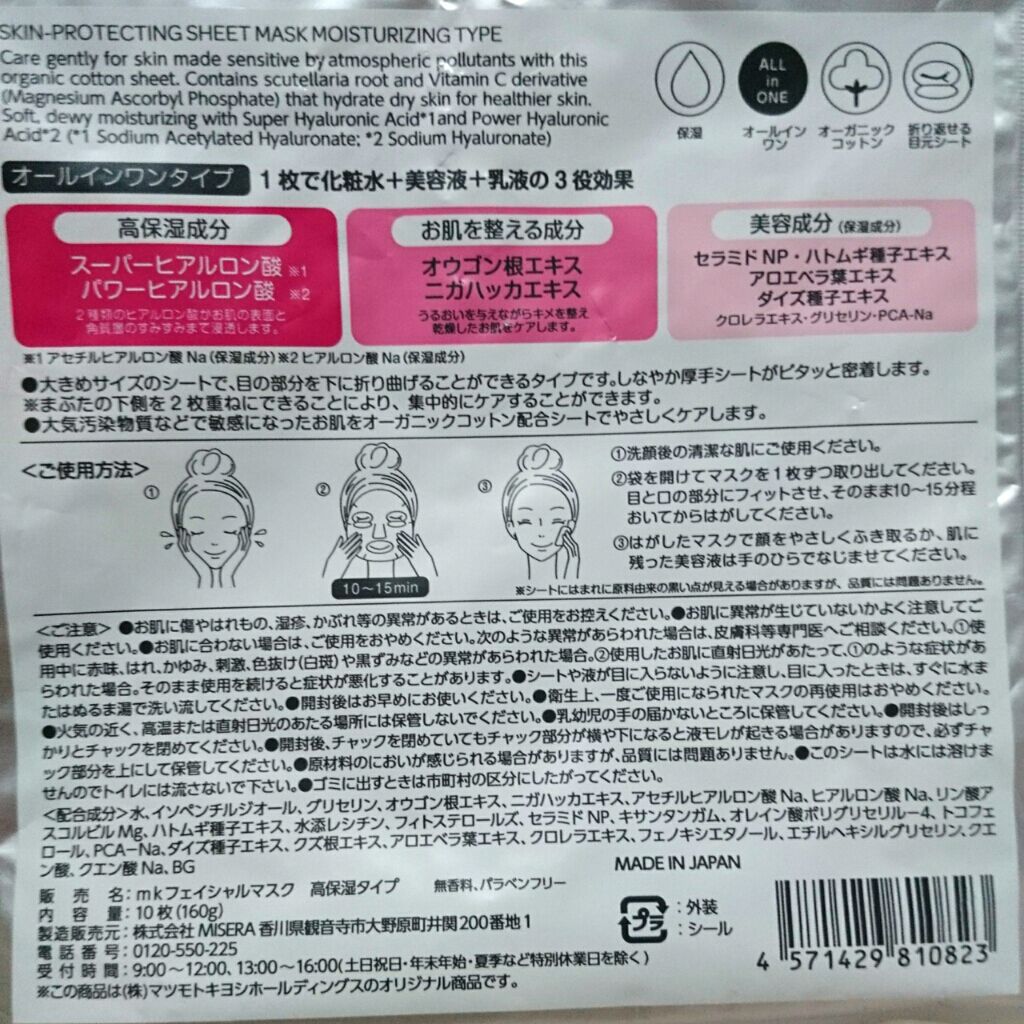 SKIN-PROTECTING SHEET MASK MOISTURIZING TYPE
Care gently for skin made sensitive by atmospheric pollutants with this
organic cotton sheet. Contains scutellaria root and Vitamin C derivative
(Magnesium Ascorbyl Phosphate) that hydrate dry skin for healthier skin.
Soft, dewy moisturizing with Super Hyaluronic Acid*1and Power Hyaluronic
Acid*2 (*1 Sodium Acetylated Hyaluronate; *2 Sodium Hyaluronate)
保湿
ALL
in
ONE
オールイン
ワン
オーガニック
コットン
折り返せる
目元シート
オールインワンタイプ 1枚で化粧水+美容液+乳液の3役効果
高保湿成分
スーパーヒアルロン酸 ※1
パワーヒアルロン酸 ※2
2種類のヒアルロン酸がお肌の表面と
角質層のすみずみまで浸透します。
お肌を整える成分
オウゴン根エキス
ニガハッカエキス
うるおいを与えながらキメを整え
乾燥したお肌をケアします。
美容成分(保湿成分)
セラミドNP・ハトムギ種子エキス
アロエベラ葉エキス
ダイズ種子エキス
クロレラエキス・グリセリン・PCA-Na
※1 アセチルヒアルロン酸Na(保湿成分)※2 ヒアルロン酸Na(保湿成分)
●大きめサイズのシートで、目の部分を下に折り曲げることができるタイプです。しなやか厚手シートがピタッと密着します。
※まぶたの下側を2枚重ねにできることにより、集中的にケアすることができます。
●大気汚染物質などで敏感になったお肌をオーガニックコットン配合シートでやさしくケアします。
<ご使用方法>
①
②
10〜15min
③
①洗顔後の清潔な肌にご使用ください。
②袋を開けてマスクを1枚ずつ取り出してください。
目と口の部分にフィットさせ、そのまま10〜15分程
おいてからはがしてください。
③はがしたマスクで顔をやさしくふき取るか、肌に
残った美容液は手のひらでなじませてください。
※シートにはまれに原料由来の黒い点が見える場合がありますが、品質には問題ありません。
<ご注意> ●お肌に傷やはれもの、湿疹、かぶれ等の異常があるときは、ご使用をお控えください。●お肌に異常が生じていないかよく注意してご
使用ください。●お肌に合わない場合は、ご使用をおやめください。次のような異常があらわれた場合は、皮膚科等専門医へご相談ください。①使
用中に赤味、はれ、かゆみ、刺激、色抜け(白斑)や黒ずみなどの異常があらわれた場合。②使用したお肌に直射日光があたって、①のような症状があ
らわれた場合。そのまま使用を続けると症状が悪化することがあります。●シートや液が目に入らないように注意し、目に入ったときは、すぐに水ま
たはぬるま湯で洗い流してください。●開封後はお早めにお使いください。●衛生上、一度ご使用になられたマスクの再使用はおやめください。
●火気の近く、高温または直射日光のあたる場所には保管しないでください。●乳幼児の手の届かないところに保管してください。●開封後はしっ
かりとチャックを閉めてください。●開封後、チャックを閉めていてもチャック部分が横や下になると液モレが起きる場合がありますので、必ずチャ
ック部分を上にして保管してください。●原材料のにおいが感じられる場合がありますが、品質には問題ありません。●このシートは水には溶けま
せんのでトイレには流さないで下さい。●ゴミに出すときは市町村の区分にしたがってください。
<配合成分>水、イソペンチルジオール、グリセリン、オウゴン根エキス、ニガハッカエキス、アセチルヒアルロン酸Na、ヒアルロン酸Na、リン酸ア
スコルビルMg、ハトムギ種子エキス、水添レシチン、フィトステロールズ、セラミドNP、キサンタンガム、オレイン酸ポリグリセリル-4、トコフェ
ロール、PCA-Na、ダイズ種子エキス、クズ根エキス、アロエベラ葉エキス、クロレラエキス、フェノキシエタノール、エチルヘキシルグリセリン、クエ
ン酸、クエン酸Na、BG
MADE IN JAPAN
販売名:mkフェイシャルマスク 高保湿タイプ 無香料、パラベンフリー
内容量:10枚(160g)
製造販売元:株式会社 MISERA 香川県観音寺市大野原町井関200番地1
電話番号:0120-550-225
受付時間:9:00〜12:00、13:00〜16:00(土日祝日・年末年始・夏季など特別休業日を除く)
※この商品は(株)マツモトキヨシホールディングスのオリジナル商品です。
プラ
:外装
:シール
4 571429 810823